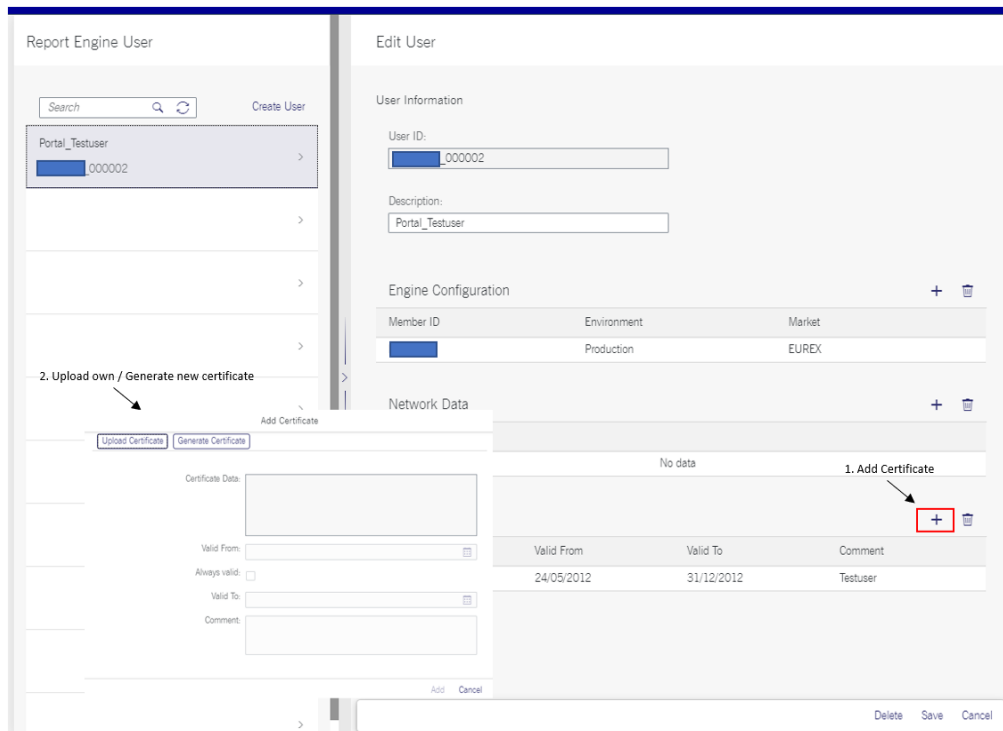 Report Engine User
Search
Create User
Portal_Testuser
_000002
Edit User
User Information
User ID:
_000002
Description:
Portal_Testuser
Engine Configuration
Member ID Environment Market
Production EUREX
Network Data
No data
1. Add Certificate
Valid From Valid To Comment
24/05/2012 31/12/2012 Testuser
2. Upload own / Generate new certificate
Add Certificate
Upload Certificate Generate Certificate
Certificate Data:
Valid From:
Always valid:
Valid To:
Comment:
Add Cancel
Delete Save Cancel